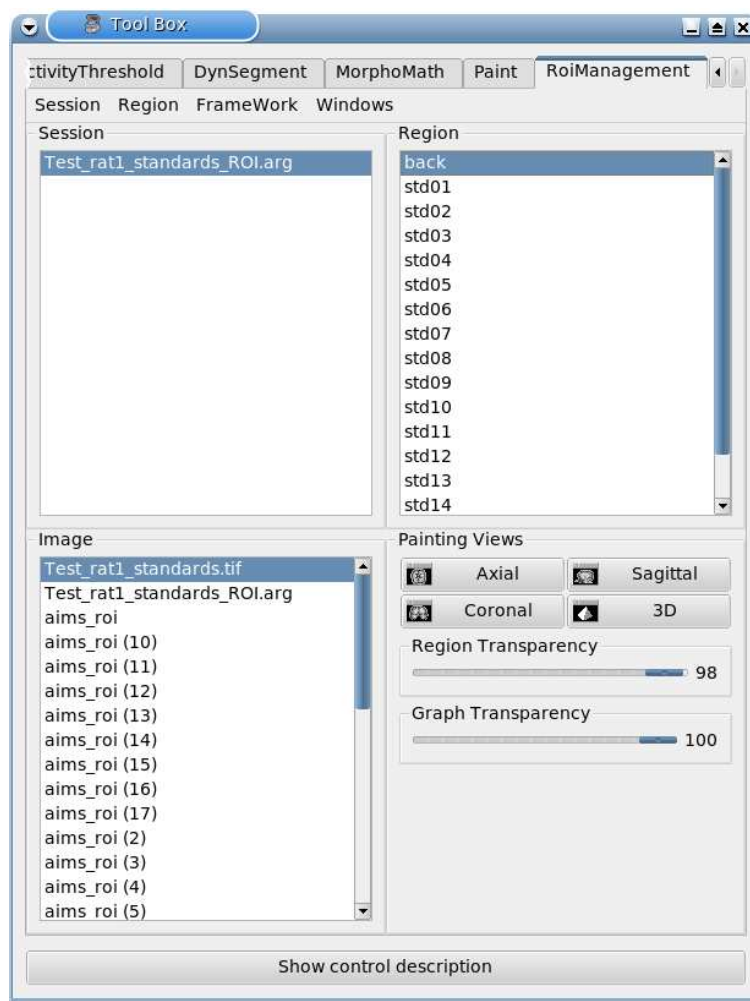 Tool Box
ctivityThreshold DynSegment MorphoMath Paint RoiManagement
Session Region FrameWork Windows
Session
Test_rat1_standards_ROI.arg
Region
back
std01
std02
std03
std04
std05
std06
std07
std08
std09
std10
std11
std12
std13
std14
Image
Test_rat1_standards.tif
Test_rat1_standards_ROI.arg
aims_roi
aims_roi (10)
aims_roi (11)
aims_roi (12)
aims_roi (13)
aims_roi (14)
aims_roi (15)
aims_roi (16)
aims_roi (17)
aims_roi (2)
aims_roi (3)
aims_roi (4)
aims_roi (5)
Painting Views
Axial Sagittal
Coronal 3D
Region Transparency
98
Graph Transparency
100
Show control description